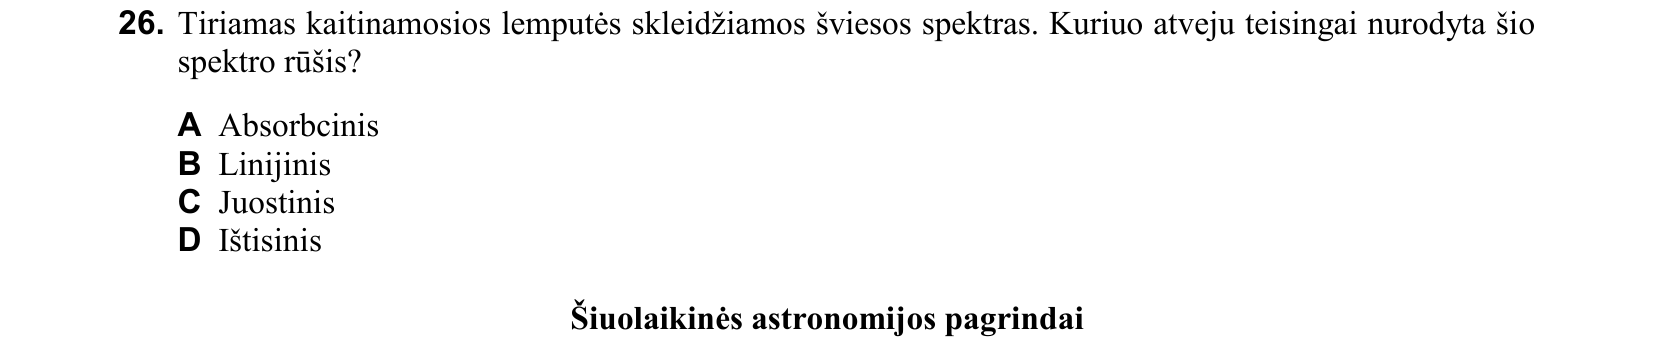 26. Tiriamas kaitinamosios lemputės skleidžiamos šviesos spektras. Kuriuo atveju teisingai nurodyta šio
spektro rūšis?
A Absorbcinis
B Linijinis
C Juostinis
D Ištisinis
Šiuolaikinės astronomijos pagrindai